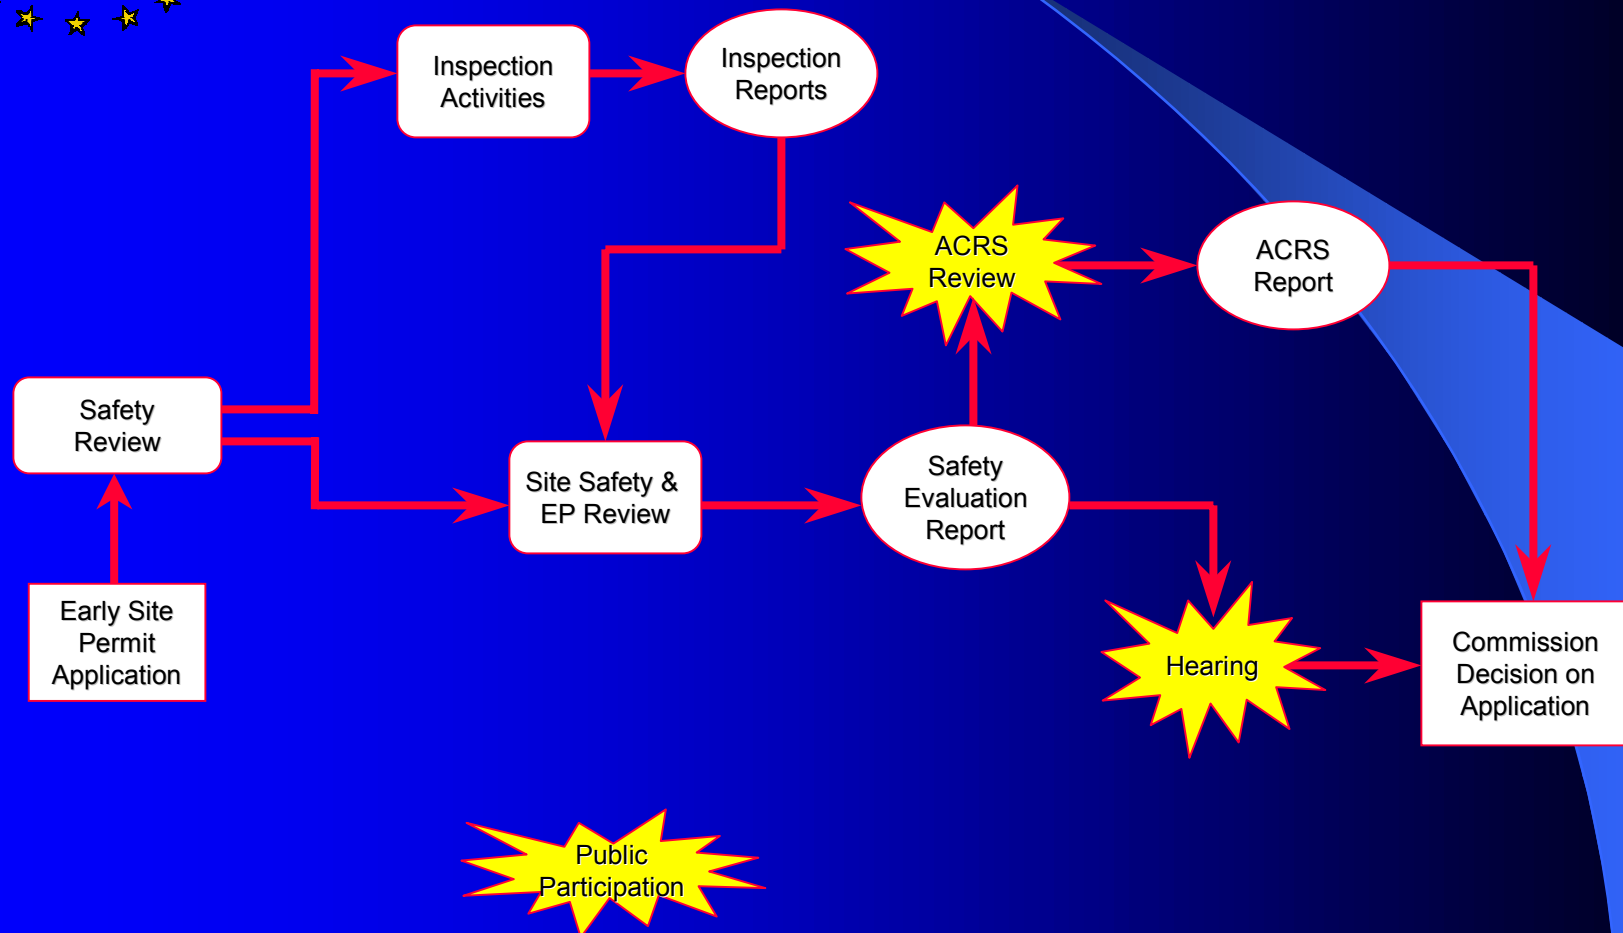 Inspection
Activities
Inspection
Reports
ACRS
Review
ACRS
Report
Safety
Review
Site Safety &
EP Review
Safety
Evaluation
Report
Early Site
Permit
Application
Hearing
Commission
Decision on
Application
Public
Participation